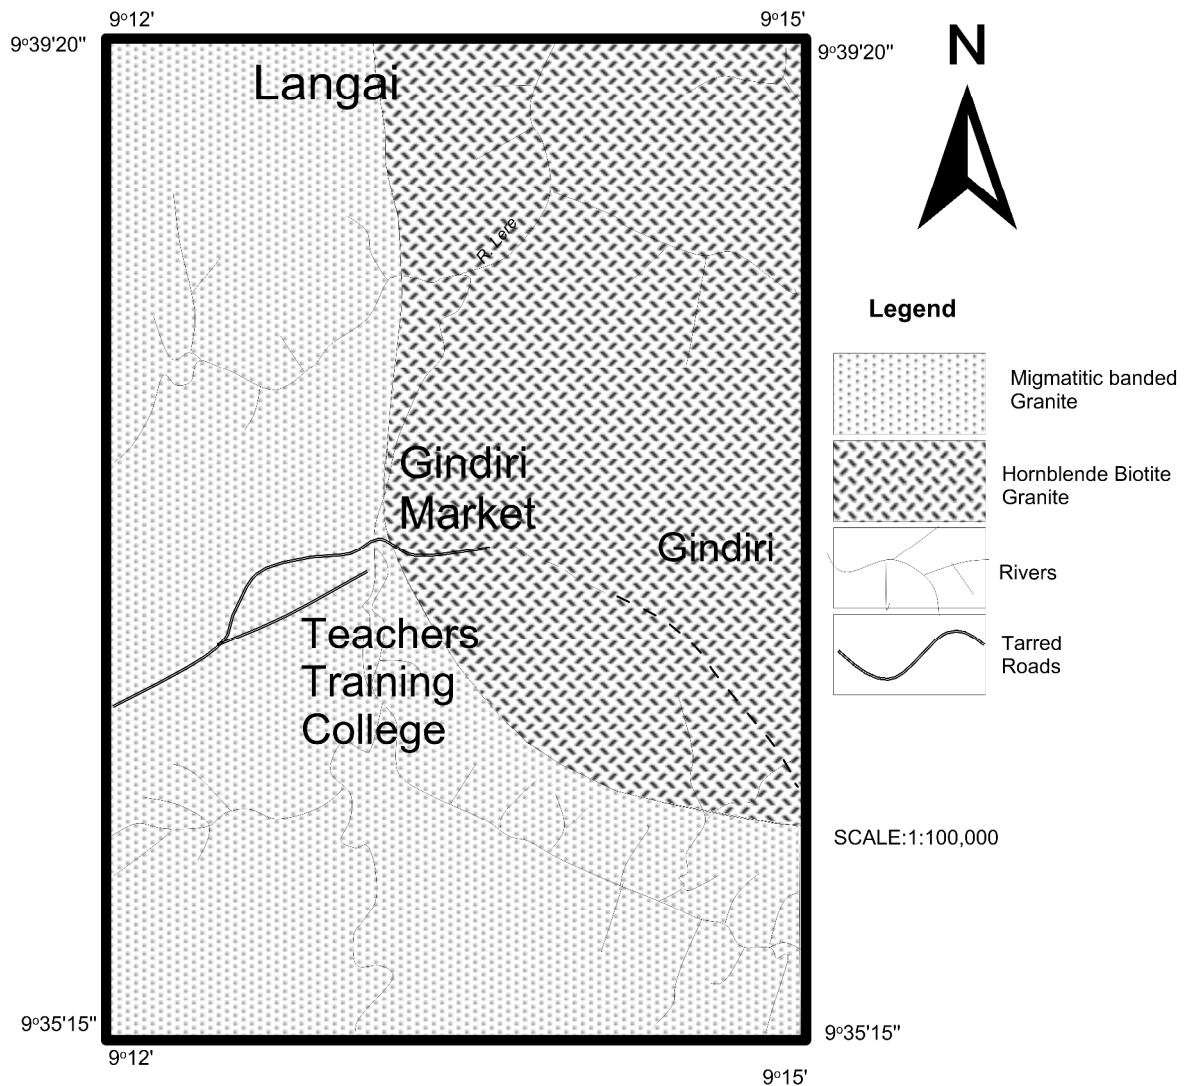 9°12'
9°15'
9°39'20"
9°39'20"
N
Langai
R. Lere
Legend
Migmatitic banded
Granite
Hornblende Biotite
Granite
Rivers
Tarred
Roads
Gindiri
Market
Gindiri
Teachers
Training
College
SCALE:1:100,000
9°35'15"
9°35'15"
9°12'
9°15'